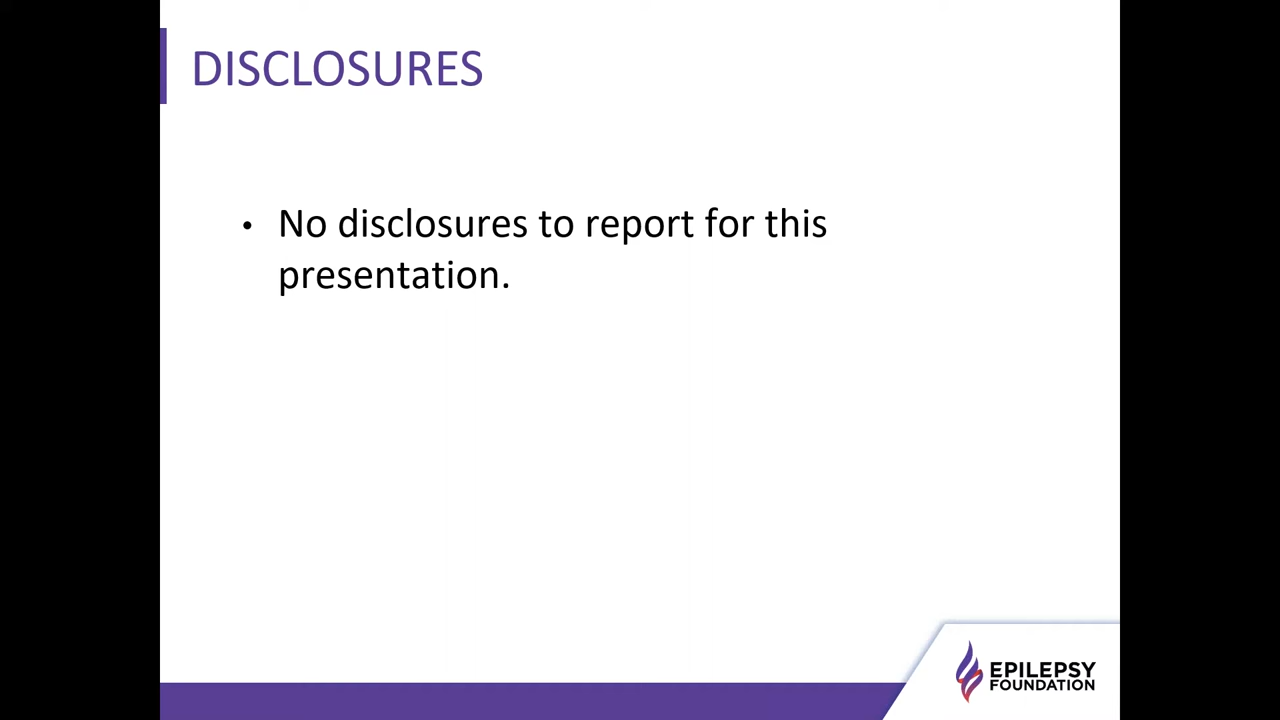 DISCLOSURES
• No disclosures to report for this
presentation.
EPILEPSY
FOUNDATION